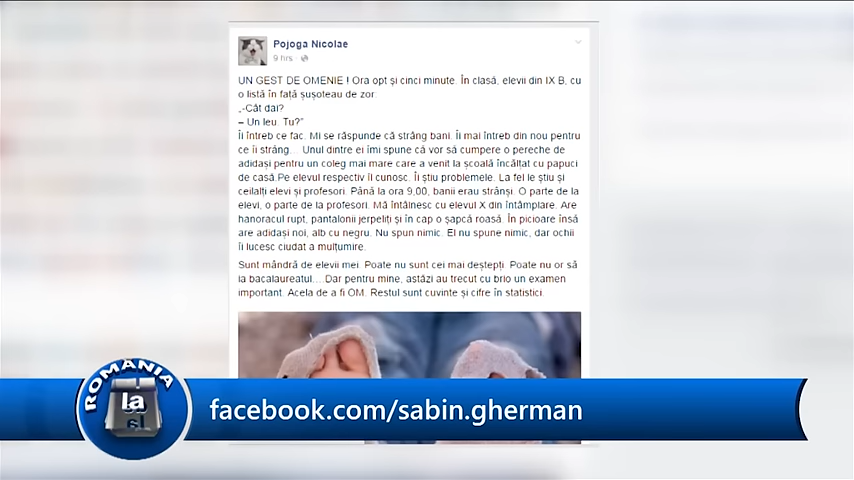 Pojoga Nicolae
9 hrs
UN GEST DE OMENIE ! Ora opt și cinci minute. În clasă, elevii din IX B, cu
o listă în față șușoteau de zor:
„-Cât dai?
– Un leu. Tu?"
Îi întreb ce fac. Mi se răspunde că strâng bani. Îi mai întreb din nou pentru
ce îi strâng... Unul dintre ei îmi spune că vor să cumpere o pereche de
adidași pentru un coleg mai mare care a venit la școală încălțat cu papuci
de casă.Pe elevul respectiv îl cunosc. Îi știu problemele. La fel le știu și
ceilalți elevi și profesori. Până la ora 9,00, banii erau strânși. O parte de la
elevi, o parte de la profesori. Mă întâlnesc cu elevul X din întâmplare. Are
hanoracul rupt, pantalonii jerpeliți și în cap o șapcă roasă. În picioare însă
are adidași noi, alb cu negru. Nu spun nimic. El nu spune nimic, dar ochii
îi lucesc ciudat a mulțumire.
Sunt mândră de elevii mei. Poate nu sunt cei mai deștepți. Poate nu or să
ia bacalaureatul....Dar pentru mine, astăzi au trecut cu brio un examen
important. Acela de a fi OM. Restul sunt cuvinte și cifre în statistici.
ROMANIA
la
facebook.com/sabin.gherman